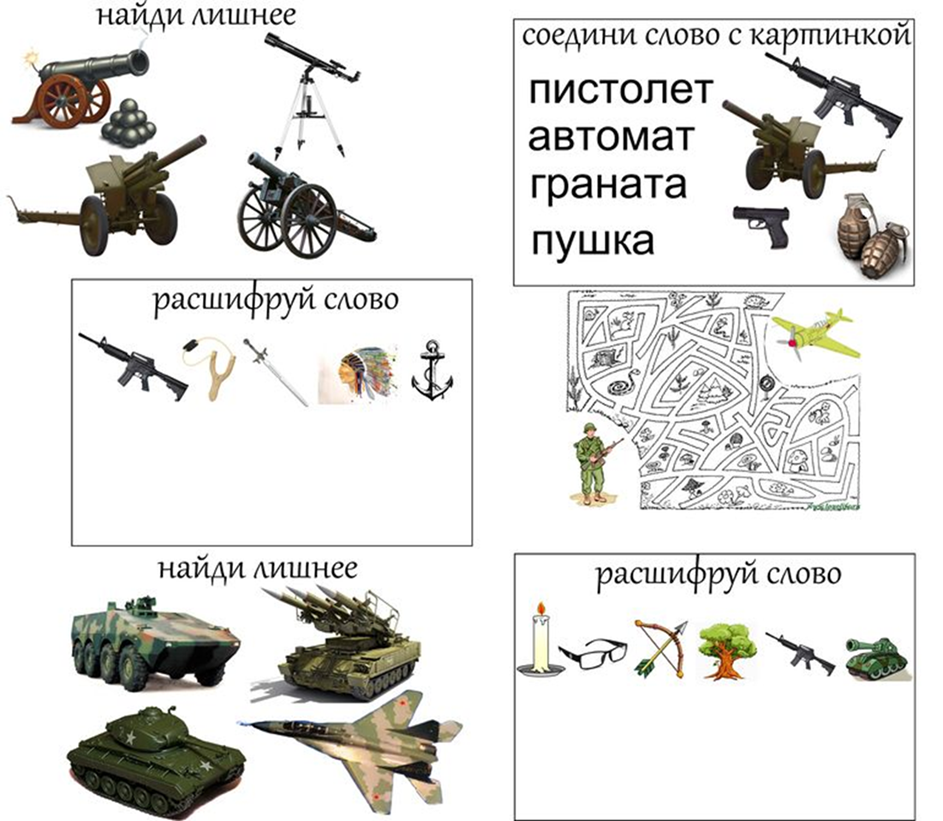 найди лишнее
соедини слово с картинкой
пистолет
автомат
граната
пушка
расшифруй слово
найди лишнее
расшифруй слово